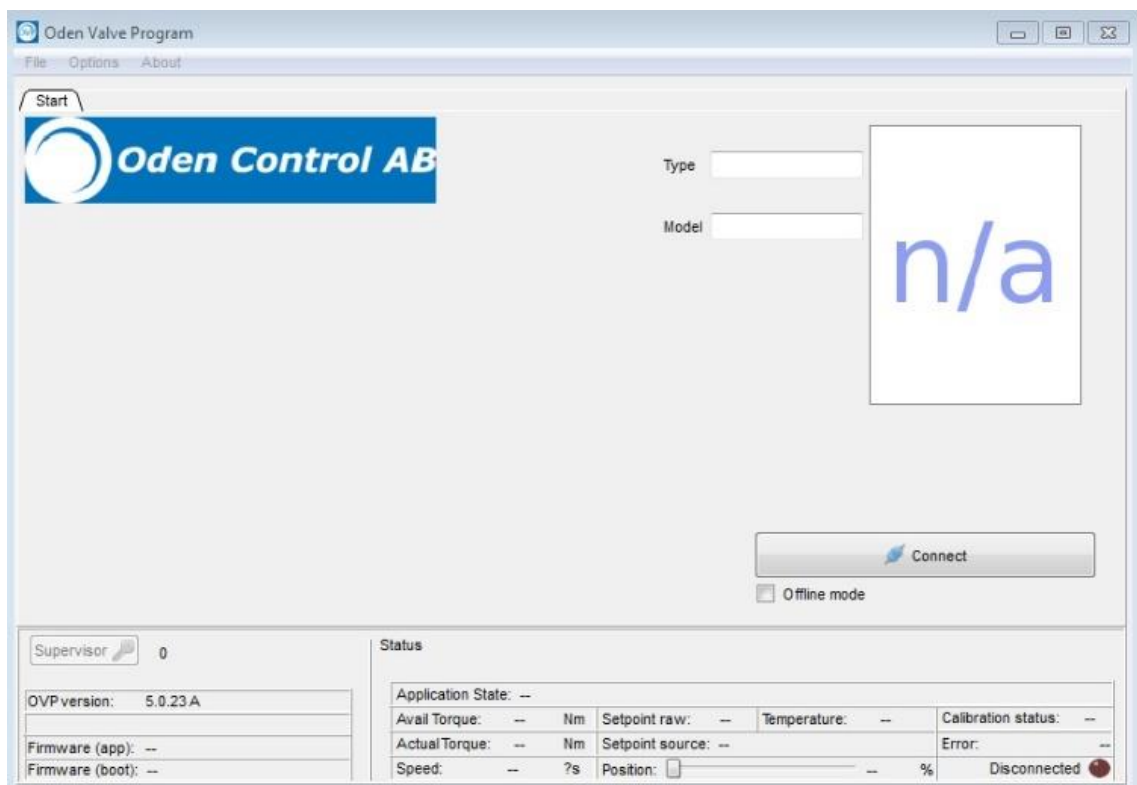 Oden Valve Program
File Options About
Start
Oden Control AB
Type
Model
n/a
Connect
Offline mode
Supervisor 0
OVP version: 5.0.23 A
Firmware (app): --
Firmware (boot): --
Status
Application State: --
Avail Torque: -- Nm Setpoint raw: -- Temperature: -- Calibration status: --
Actual Torque: -- Nm Setpoint source: -- Error: --
Speed: -- ?s Position: -- % Disconnected